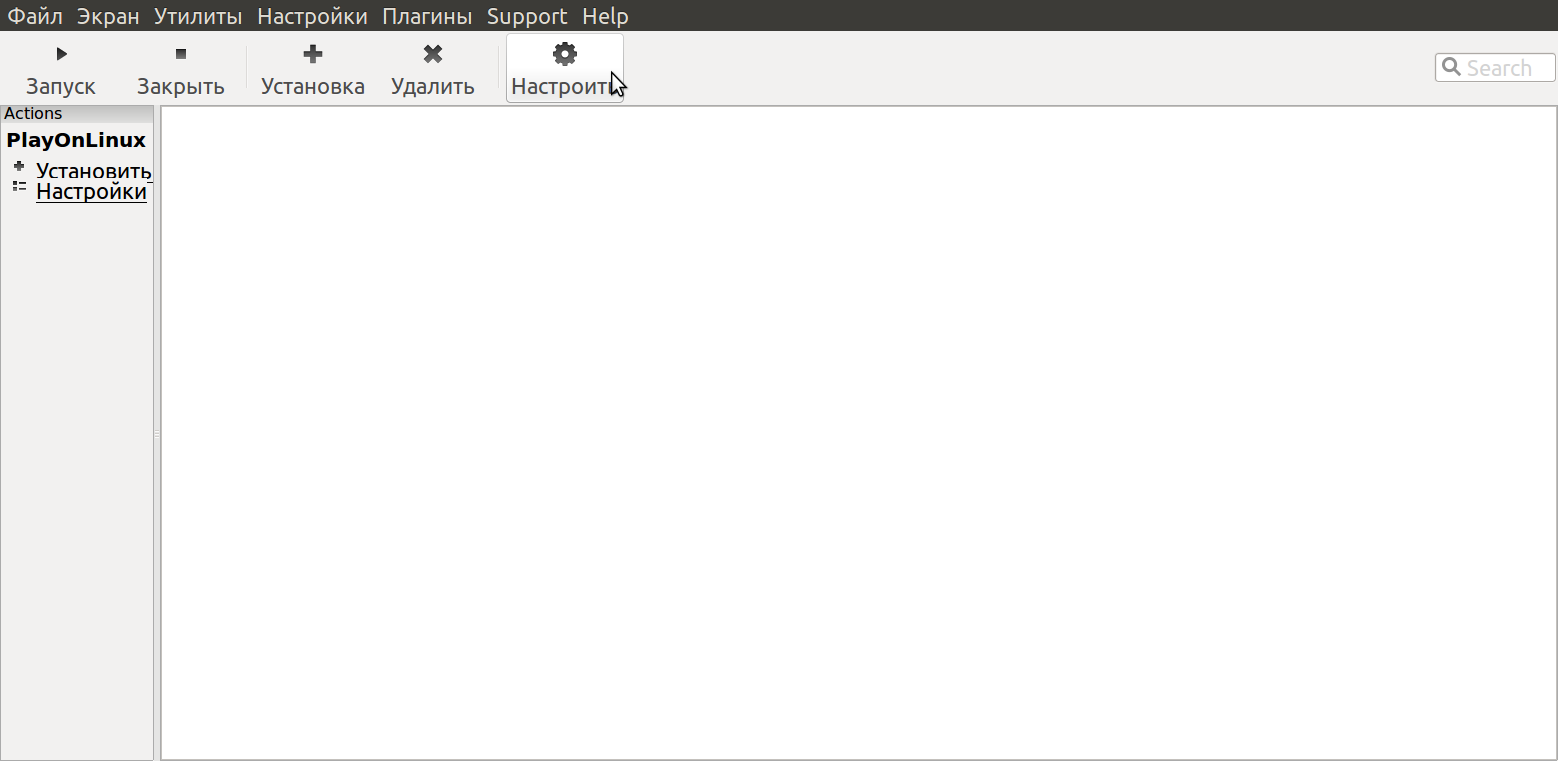 Файл Экран Утилиты Настройки Плагины Support Help
Запуск Закрыть Установка Удалить Настроить Search
Actions
PlayOnLinux
Установить
Настройки